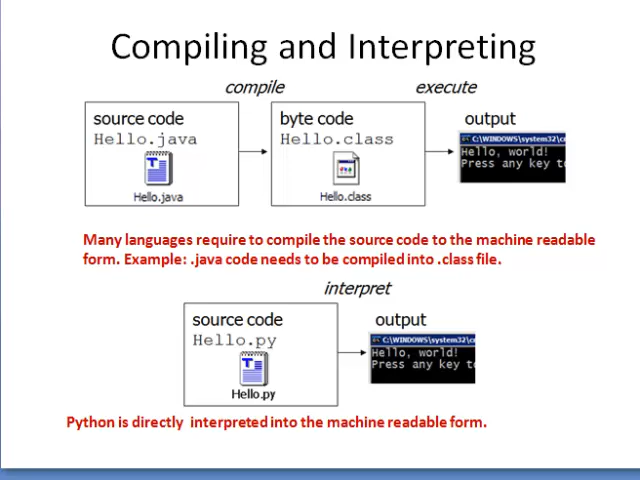 Compiling and Interpreting
compile execute
source code byte code output
Hello.java Hello.class
C:\WINDOWS\system32\c
Hello, world!
Press any key to
Hello.java Hello.class
Many languages require to compile the source code to the machine readable
form. Example: .java code needs to be compiled into .class file.
interpret
source code output
Hello.py
C:\WINDOWS\system32\c
Hello, world!
Press any key to
Hello.py
Python is directly interpreted into the machine readable form.